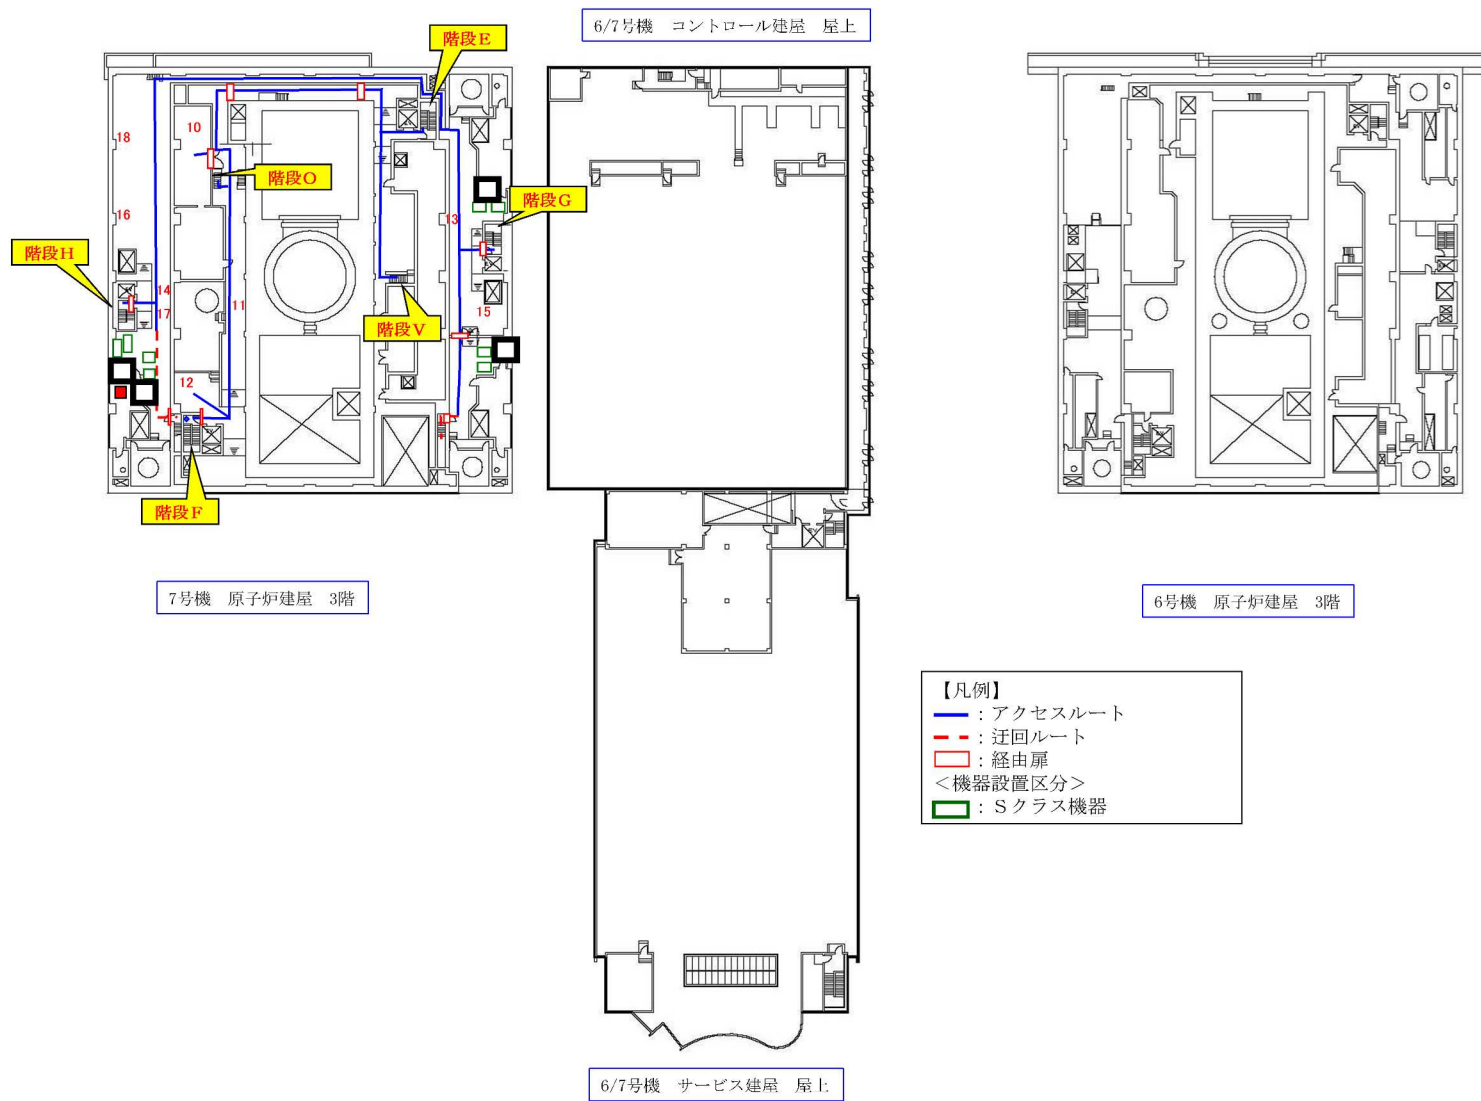 6/7号機　コントロール建屋　屋上
階段E
18
10
階段O
階段G
16
13
階段H
14
17
11
15
階段V
12
階段F
7号機　原子炉建屋　3階
6号機　原子炉建屋　3階
【凡例】
：アクセスルート
：迂回ルート
：経由扉
＜機器設置区分＞
：Ｓクラス機器
6/7号機　サービス建屋　屋上